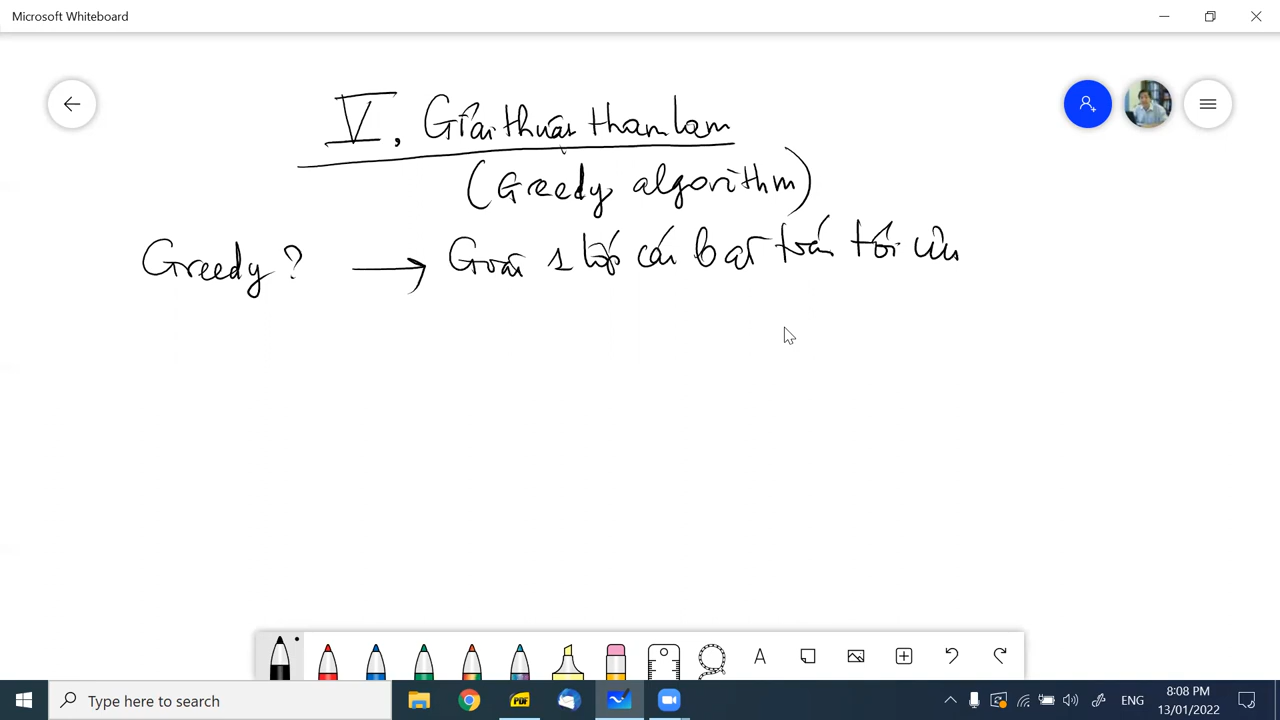 Microsoft Whiteboard
V, Giải thuật tham lam
(Greedy algorithm)
Greedy? → Giải 1 lớp các bài toán tối ưu
Type here to search
ENG
8:08 PM
13/01/2022